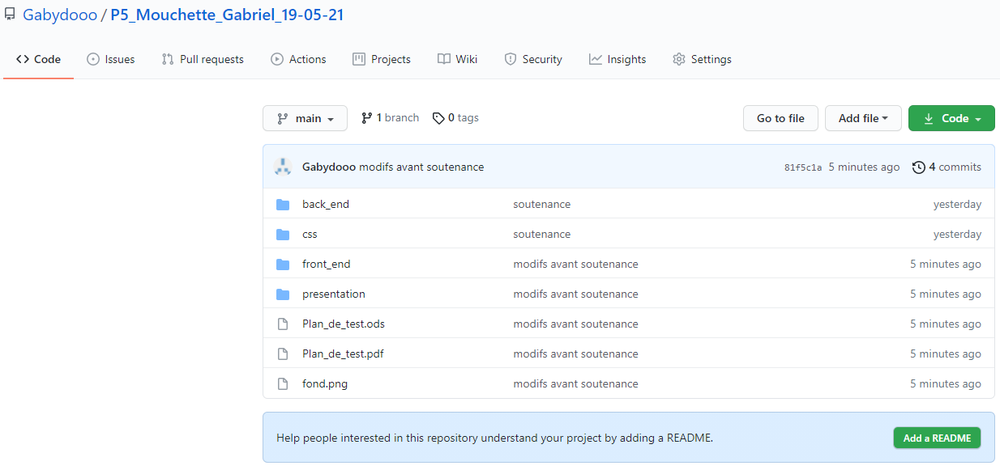 Gabydooo / P5_Mouchette_Gabriel_19-05-21
Code Issues Pull requests Actions Projects Wiki Security Insights Settings
main 1 branch 0 tags Go to file Add file Code
Gabydooo modifs avant soutenance 81f5c1a 5 minutes ago 4 commits
back_end soutenance yesterday
css soutenance yesterday
front_end modifs avant soutenance 5 minutes ago
presentation modifs avant soutenance 5 minutes ago
Plan_de_test.ods modifs avant soutenance 5 minutes ago
Plan_de_test.pdf modifs avant soutenance 5 minutes ago
fond.png modifs avant soutenance 5 minutes ago
Help people interested in this repository understand your project by adding a README. Add a README